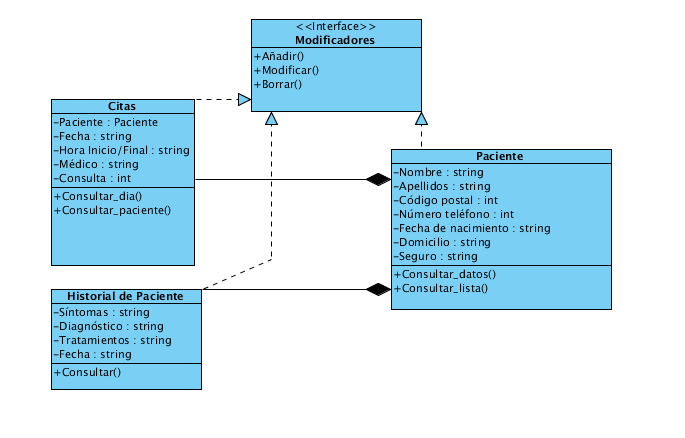 <<Interface>>
Modificadores
+Añadir()
+Modificar()
+Borrar()
Citas
-Paciente : Paciente
-Fecha : string
-Hora Inicio/Final : string
-Médico : string
-Consulta : int
+Consultar_dia()
+Consultar_paciente()
Paciente
-Nombre : string
-Apellidos : string
-Código postal : int
-Número teléfono : int
-Fecha de nacimiento : string
-Domicilio : string
-Seguro : string
+Consultar_datos()
+Consultar_lista()
Historial de Paciente
-Síntomas : string
-Diagnóstico : string
-Tratamientos : string
-Fecha : string
+Consultar()